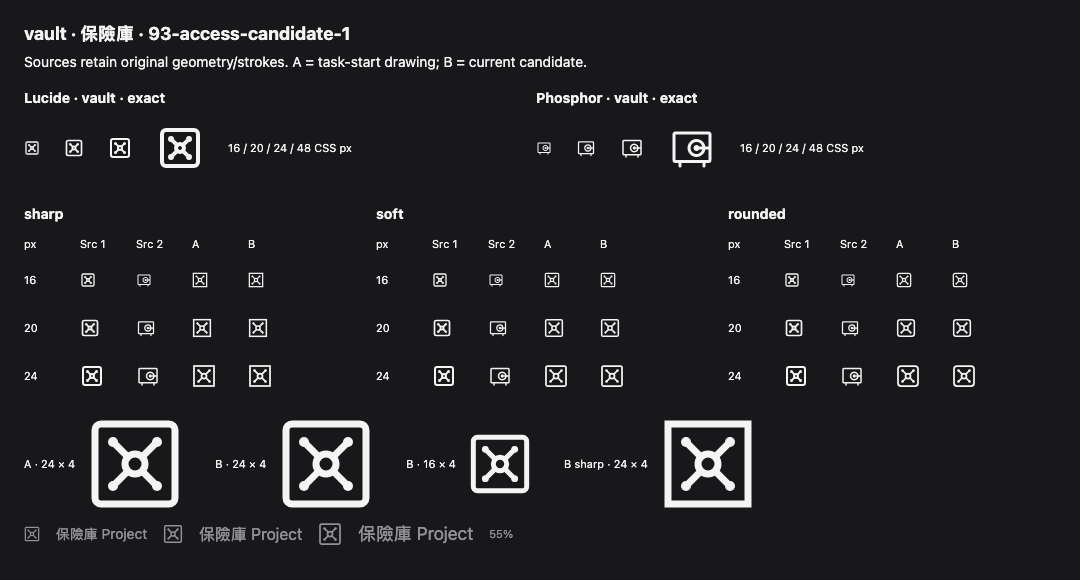 vault · 保險庫 · 93-access-candidate-1
Sources retain original geometry/strokes. A = task-start drawing; B = current candidate.
Lucide · vault · exact
Phosphor · vault · exact
16 / 20 / 24 / 48 CSS px
16 / 20 / 24 / 48 CSS px
sharp
soft
rounded
px Src 1 Src 2 A B
px Src 1 Src 2 A B
px Src 1 Src 2 A B
16
16
16
20
20
20
24
24
24
A · 24 × 4
B · 24 × 4
B · 16 × 4
B sharp · 24 × 4
保險庫 Project
保險庫 Project
保險庫 Project
55%